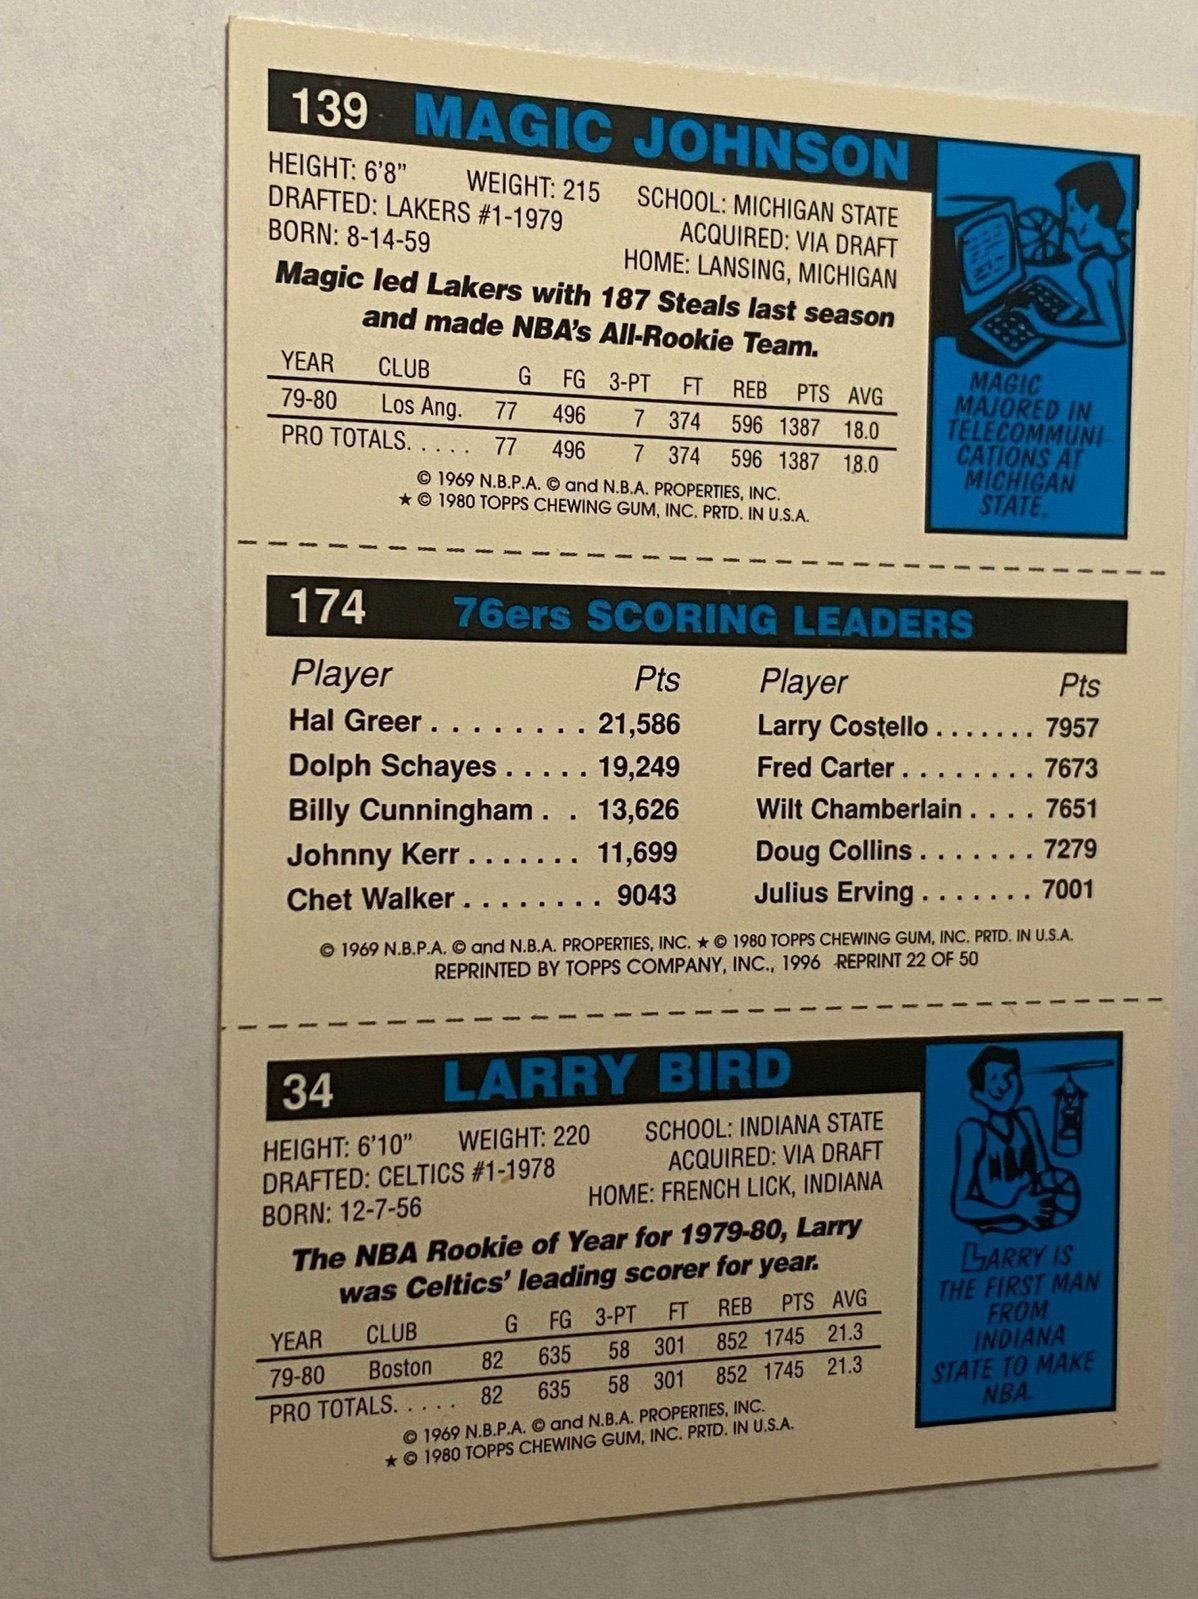 139 MAGIC JOHNSON
HEIGHT: 6'8" WEIGHT: 215 SCHOOL: MICHIGAN STATE
DRAFTED: LAKERS #1-1979 ACQUIRED: VIA DRAFT
BORN: 8-14-59 HOME: LANSING, MICHIGAN
Magic led Lakers with 187 Steals last season
and made NBA's All-Rookie Team.
YEAR CLUB G FG 3-PT FT REB PTS AVG
79-80 Los Ang. 77 496 7 374 596 1387 18.0
PRO TOTALS. . . . . 77 496 7 374 596 1387 18.0
© 1969 N.B.P.A. © and N.B.A. PROPERTIES, INC.
★ © 1980 TOPPS CHEWING GUM, INC. PRTD. IN U.S.A.
MAGIC
MAJORED IN
TELECOMMUNI-
CATIONS AT
MICHIGAN
STATE.
174 76ers SCORING LEADERS
Player Pts Player Pts
Hal Greer . . . . . . . . 21,586 Larry Costello . . . . . . . 7957
Dolph Schayes . . . . . 19,249 Fred Carter . . . . . . . . 7673
Billy Cunningham . . 13,626 Wilt Chamberlain . . . . 7651
Johnny Kerr . . . . . . . 11,699 Doug Collins . . . . . . . 7279
Chet Walker . . . . . . . . 9043 Julius Erving . . . . . . . 7001
© 1969 N.B.P.A. © and N.B.A. PROPERTIES, INC. ★ © 1980 TOPPS CHEWING GUM, INC. PRTD. IN U.S.A.
REPRINTED BY TOPPS COMPANY, INC., 1996 REPRINT 22 OF 50
34 LARRY BIRD
HEIGHT: 6'10" WEIGHT: 220 SCHOOL: INDIANA STATE
DRAFTED: CELTICS #1-1978 ACQUIRED: VIA DRAFT
BORN: 12-7-56 HOME: FRENCH LICK, INDIANA
The NBA Rookie of Year for 1979-80, Larry
was Celtics' leading scorer for year.
YEAR CLUB G FG 3-PT FT REB PTS AVG
79-80 Boston 82 635 58 301 852 1745 21.3
PRO TOTALS. . . . . 82 635 58 301 852 1745 21.3
© 1969 N.B.P.A. © and N.B.A. PROPERTIES, INC.
★ © 1980 TOPPS CHEWING GUM, INC. PRTD. IN U.S.A.
NBA
LARRY IS
THE FIRST MAN
FROM
INDIANA
STATE TO MAKE
NBA.